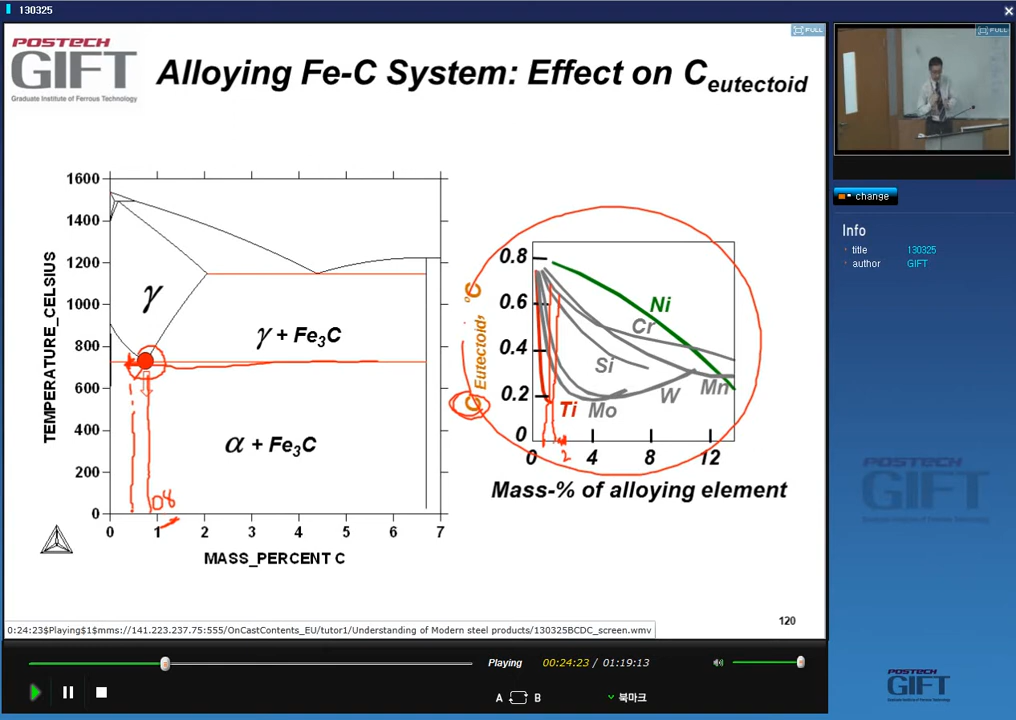 130325
FULL
POSTECH
GIFT
Graduate Institute of Ferrous Technology
Alloying Fe-C System: Effect on Ceutectoid
FULL
change
Info
title 130325
author GIFT
1600
1400
1200
1000
800
600
400
200
0
TEMPERATURE_CELSIUS
γ
γ + Fe3C
α + Fe3C
08
0 1 2 3 4 5 6 7
MASS_PERCENT C
0.8
0.6
0.4
0.2
0
C Eutectoid, °C
Ni
Cr
Si
Mn
W
Ti Mo
2
0 4 8 12
Mass-% of alloying element
POSTECH
GIFT
120
0:24:23$Playing$1$mms://141.223.237.75:555/OnCastContents_EU/tutor1/Understanding of Modern steel products/130325BCDC_screen.wmv
Playing 00:24:23 / 01:19:13
A B 북마크
POSTECH
GIFT